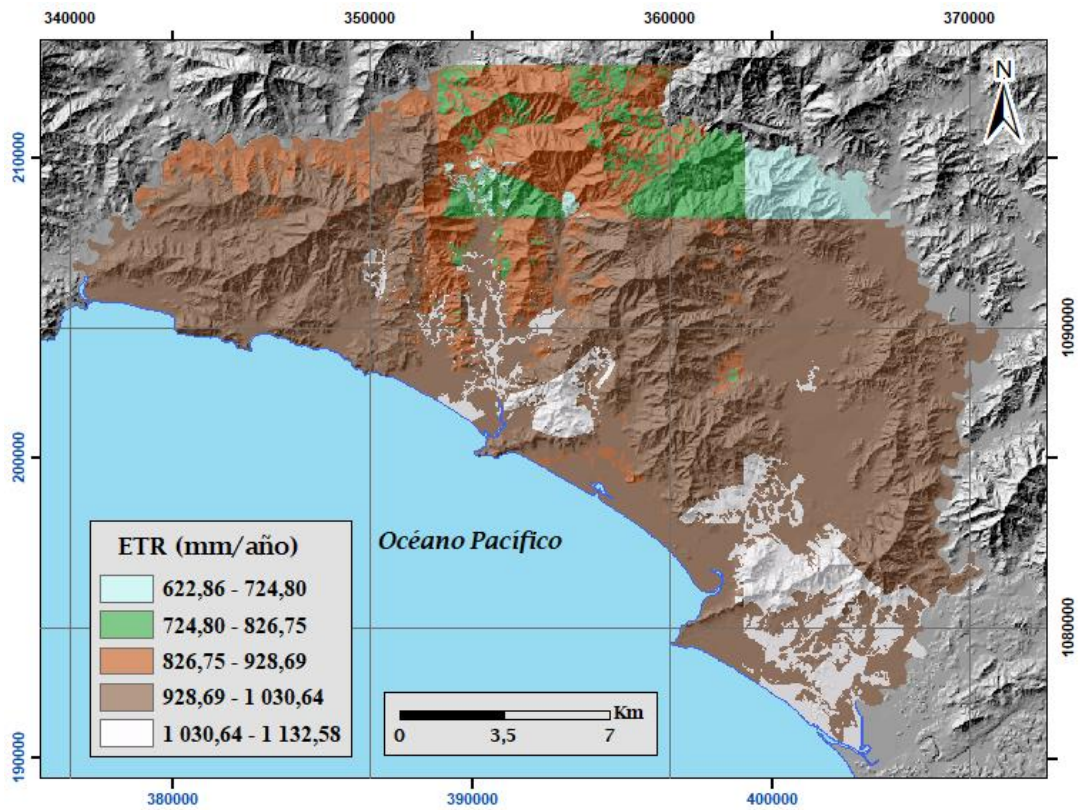 340000 350000 360000 370000
N
210000
1090000
200000
Océano Pacífico
ETR (mm/año)
622,86 - 724,80
724,80 - 826,75
826,75 - 928,69
928,69 - 1 030,64
1 030,64 - 1 132,58
1080000
Km
0 3,5 7
190000
380000 390000 400000